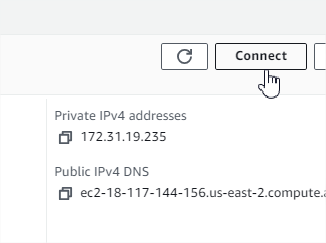 Connect
Private IPv4 addresses
172.31.19.235
Public IPv4 DNS
ec2-18-117-144-156.us-east-2.compute.